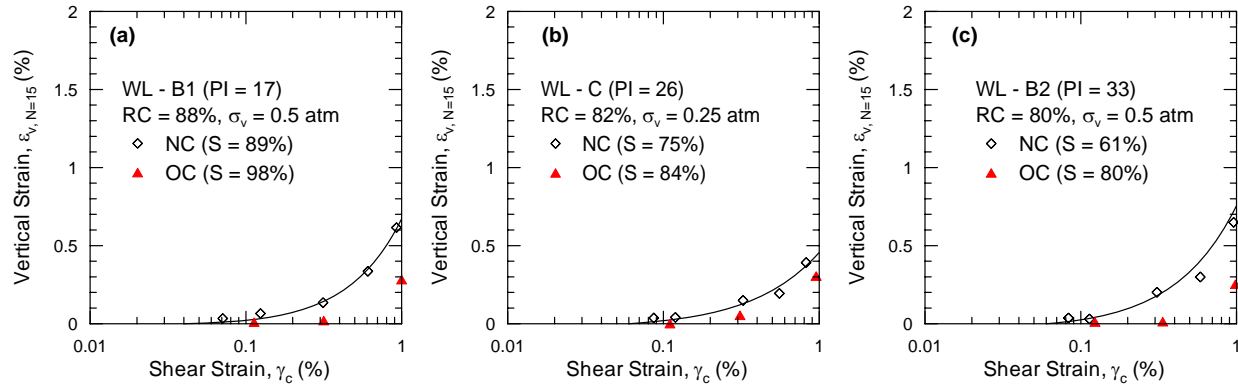 (a)
WL - B1 (PI = 17)
RC = 88%, σv = 0.5 atm
NC (S = 89%)
OC (S = 98%)
2
1.5
1
0.5
0
0.01
0.1
1
Vertical Strain, εv, N=15 (%)
Shear Strain, γc (%)
(b)
WL - C (PI = 26)
RC = 82%, σv = 0.25 atm
NC (S = 75%)
OC (S = 84%)
2
1.5
1
0.5
0
0.01
0.1
1
Vertical Strain, εv, N=15 (%)
Shear Strain, γc (%)
(c)
WL - B2 (PI = 33)
RC = 80%, σv = 0.5 atm
NC (S = 61%)
OC (S = 80%)
2
1.5
1
0.5
0
0.01
0.1
1
Vertical Strain, εv, N=15 (%)
Shear Strain, γc (%)